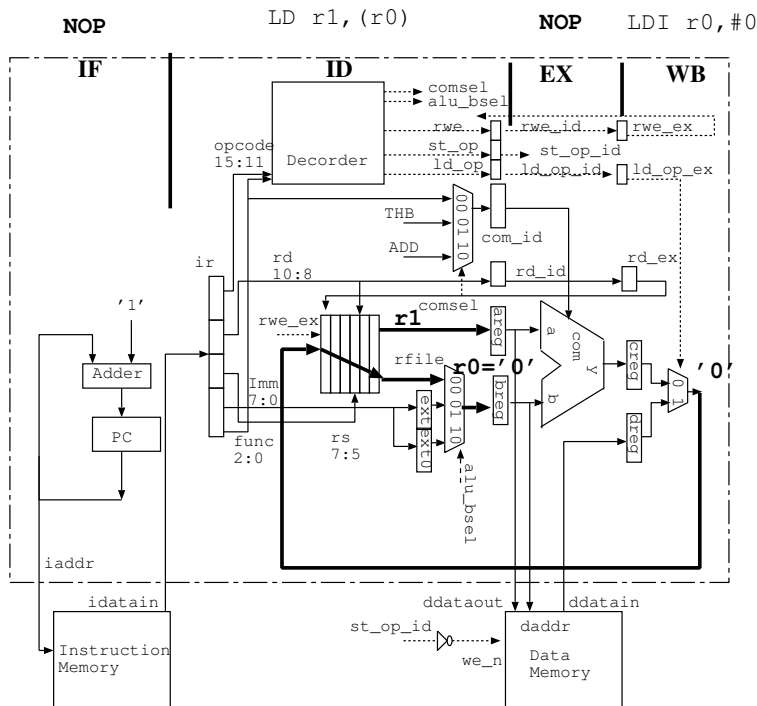 NOP
LD r1,(r0)
NOP
LDI r0,#0
IF
ID
EX
WB
comsel
alu_bsel
rwe
rwe_id
rwe_ex
opcode
15:11
Decorder
st_op
st_op_id
ld_op
ld_op_id
ld_op_ex
THB
00 01 10
ADD
com_id
ir
rd
10:8
rd_id
rd_ex
comsel
'1'
rwe_ex
r1
areg
a
com
y
creg
rfile
r0='0'
'0'
Adder
Imm
7:0
ext
00 01 10
breg
b
0 1
PC
func
2:0
rs
7:5
ext0
dreg
alu_bsel
iaddr
idatain
ddataout
ddatain
st_op_id
daddr
Instruction
Memory
we_n
Data
Memory